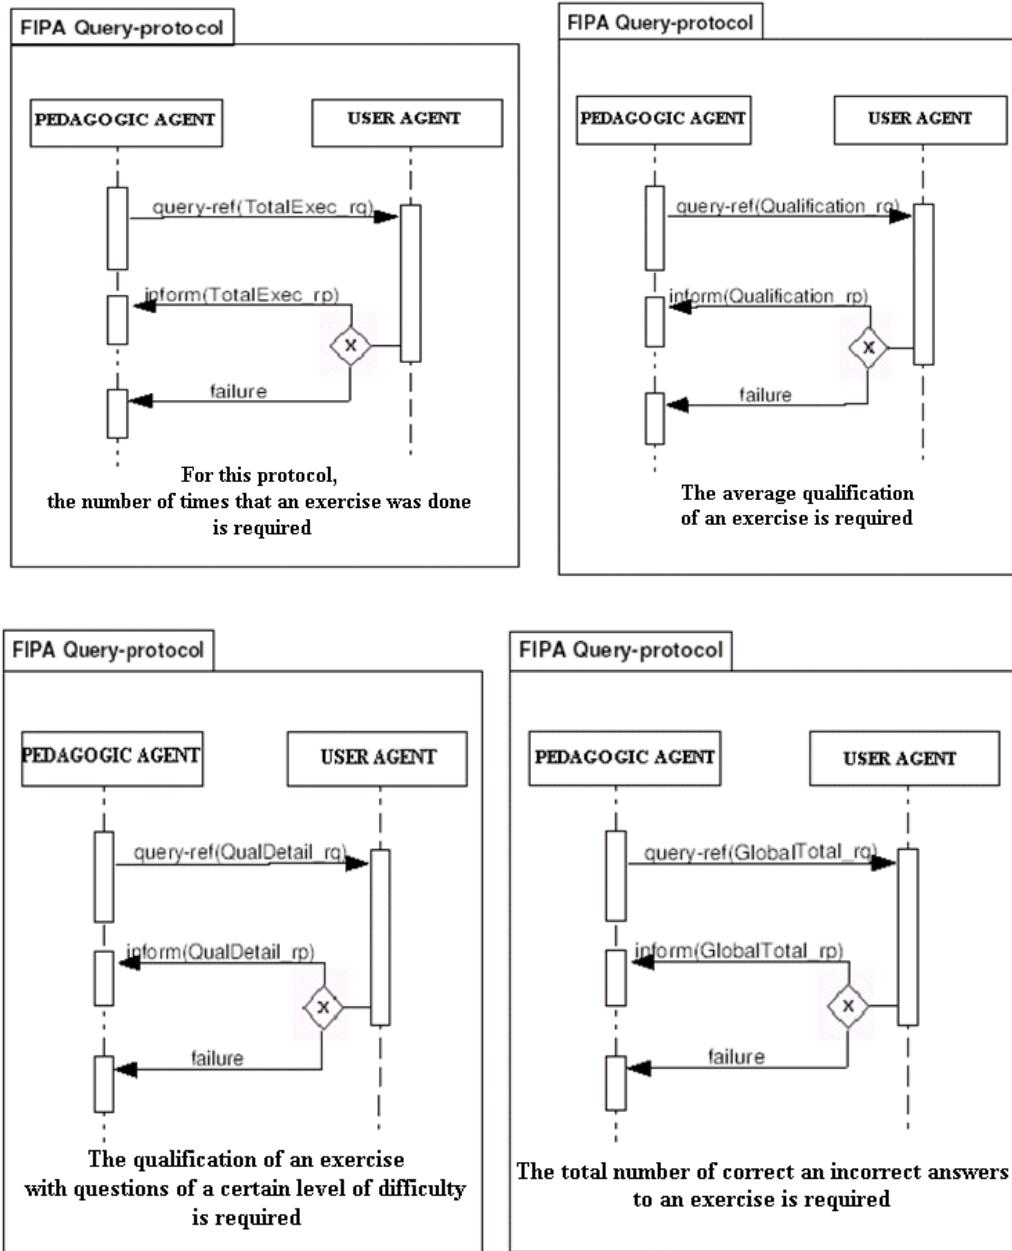 FIPA Query-protocol
PEDAGOGIC AGENT
USER AGENT
query-ref(TotalExec_rq)
inform(TotalExec_rp)
X
failure
For this protocol,
the number of times that an exercise was done
is required
FIPA Query-protocol
PEDAGOGIC AGENT
USER AGENT
query-ref(Qualification_rq)
inform(Qualification_rp)
X
failure
The average qualification
of an exercise is required
FIPA Query-protocol
PEDAGOGIC AGENT
USER AGENT
query-ref(QualDetail_rq)
inform(QualDetail_rp)
X
failure
The qualification of an exercise
with questions of a certain level of difficulty
is required
FIPA Query-protocol
PEDAGOGIC AGENT
USER AGENT
query-ref(GlobalTotal_rq)
inform(GlobalTotal_rp)
X
failure
The total number of correct an incorrect answers
to an exercise is required